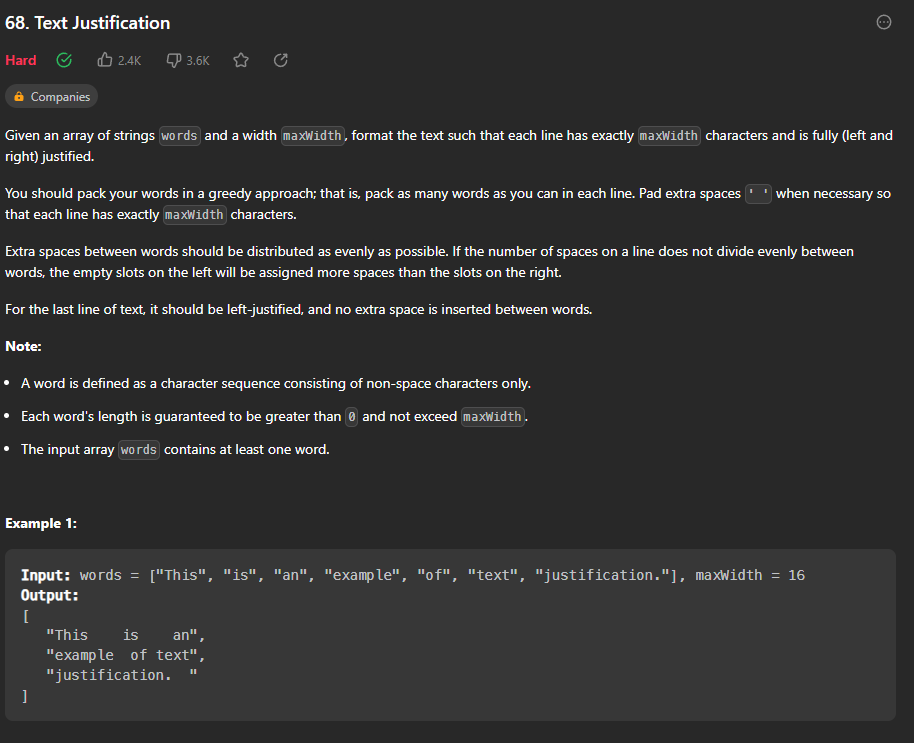 68. Text Justification
Hard 2.4K 3.6K
Companies
Given an array of strings words and a width maxWidth, format the text such that each line has exactly maxWidth characters and is fully (left and
right) justified.
You should pack your words in a greedy approach; that is, pack as many words as you can in each line. Pad extra spaces ' ' when necessary so
that each line has exactly maxWidth characters.
Extra spaces between words should be distributed as evenly as possible. If the number of spaces on a line does not divide evenly between
words, the empty slots on the left will be assigned more spaces than the slots on the right.
For the last line of text, it should be left-justified, and no extra space is inserted between words.
Note:
• A word is defined as a character sequence consisting of non-space characters only.
• Each word's length is guaranteed to be greater than 0 and not exceed maxWidth.
• The input array words contains at least one word.
Example 1:
Input: words = ["This", "is", "an", "example", "of", "text", "justification."], maxWidth = 16
Output:
[
   "This    is    an",
   "example  of text",
   "justification.  "
]